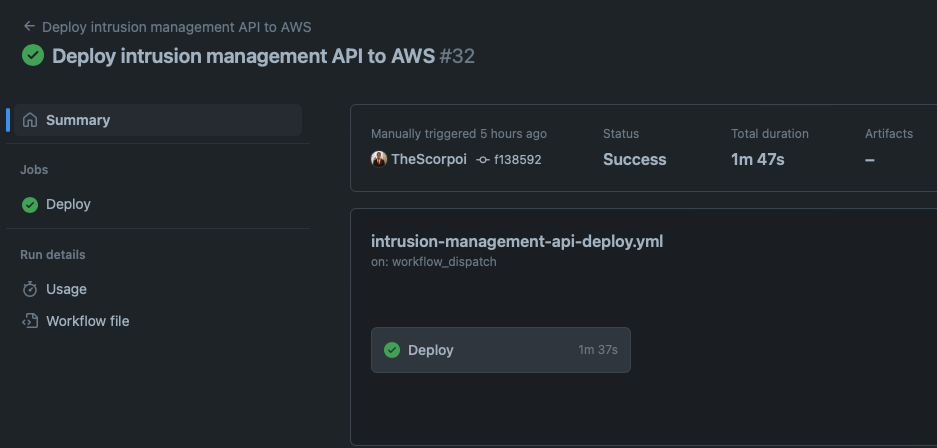 Deploy intrusion management API to AWS
Deploy intrusion management API to AWS #32
Summary
Jobs
Deploy
Run details
Usage
Workflow file
Manually triggered 5 hours ago
TheScorpoi f138592
Status
Success
Total duration
1m 47s
Artifacts
–
intrusion-management-api-deploy.yml
on: workflow_dispatch
Deploy 1m 37s